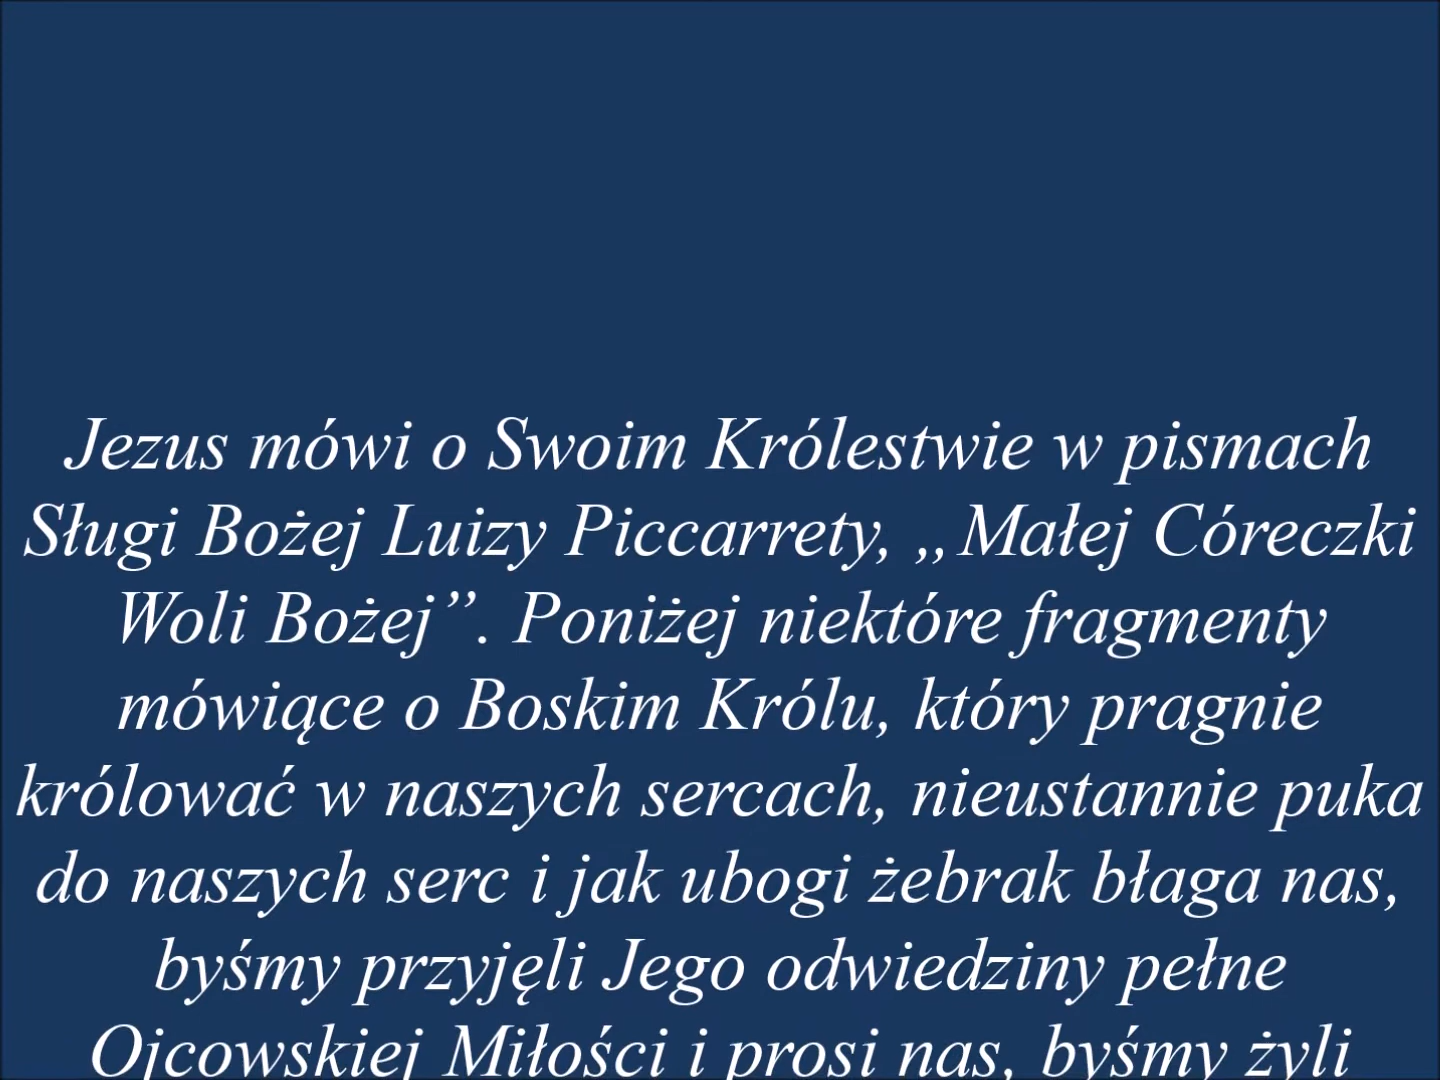 Jezus mówi o Swoim Królestwie w pismach
Sługi Bożej Luizy Piccarrety, „Małej Córeczki
Woli Bożej”. Poniżej niektóre fragmenty
mówiące o Boskim Królu, który pragnie
królować w naszych sercach, nieustannie puka
do naszych serc i jak ubogi żebrak błaga nas,
byśmy przyjęli Jego odwiedziny pełne
Ojcowskiej Miłości i prosi nas, byśmy żyli